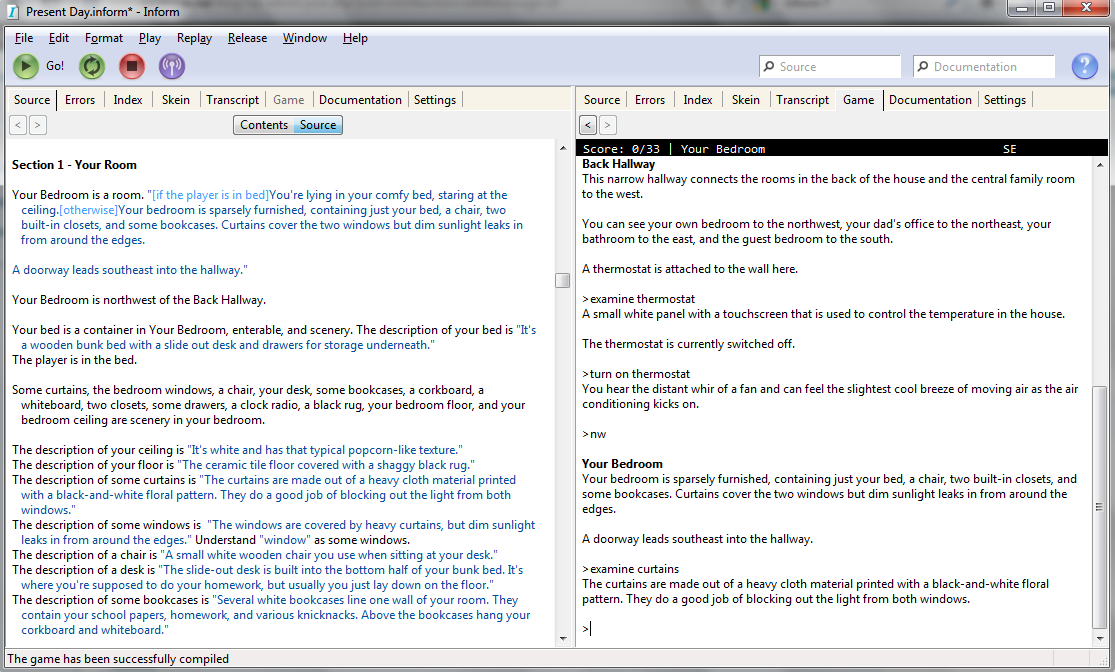 Present Day.inform* - Inform
File Edit Format Play Replay Release Window Help
Go! Source Documentation ?
Source Errors Index Skein Transcript Game Documentation Settings
< > Contents Source
Section 1 - Your Room
Your Bedroom is a room. "[if the player is in bed]You're lying in your comfy bed, staring at the
ceiling.[otherwise]Your bedroom is sparsely furnished, containing just your bed, a chair, two
built-in closets, and some bookcases. Curtains cover the two windows but dim sunlight leaks in
from around the edges.
A doorway leads southeast into the hallway."
Your Bedroom is northwest of the Back Hallway.
Your bed is a container in Your Bedroom, enterable, and scenery. The description of your bed is "It's
a wooden bunk bed with a slide out desk and drawers for storage underneath."
The player is in the bed.
Some curtains, the bedroom windows, a chair, your desk, some bookcases, a corkboard, a
whiteboard, two closets, some drawers, a clock radio, a black rug, your bedroom floor, and your
bedroom ceiling are scenery in your bedroom.
The description of your ceiling is "It's white and has that typical popcorn-like texture."
The description of your floor is "The ceramic tile floor covered with a shaggy black rug."
The description of some curtains is "The curtains are made out of a heavy cloth material printed
with a black-and-white floral pattern. They do a good job of blocking out the light from both
windows."
The description of some windows is  "The windows are covered by heavy curtains, but dim sunlight
leaks in from around the edges." Understand "window" as some windows.
The description of a chair is "A small white wooden chair you use when sitting at your desk."
The description of a desk is "The slide-out desk is built into the bottom half of your bunk bed. It's
where you're supposed to do your homework, but usually you just lay down on the floor."
The description of some bookcases is "Several white bookcases line one wall of your room. They
contain your school papers, homework, and various knicknacks. Above the bookcases hang your
corkboard and whiteboard."
Source Errors Index Skein Transcript Game Documentation Settings
< >
Score: 0/33 | Your Bedroom SE
Back Hallway
This narrow hallway connects the rooms in the back of the house and the central family room
to the west.
You can see your own bedroom to the northwest, your dad's office to the northeast, your
bathroom to the east, and the guest bedroom to the south.
A thermostat is attached to the wall here.
>examine thermostat
A small white panel with a touchscreen that is used to control the temperature in the house.
The thermostat is currently switched off.
>turn on thermostat
You hear the distant whir of a fan and can feel the slightest cool breeze of moving air as the air
conditioning kicks on.
>nw
Your Bedroom
Your bedroom is sparsely furnished, containing just your bed, a chair, two built-in closets, and
some bookcases. Curtains cover the two windows but dim sunlight leaks in from around the
edges.
A doorway leads southeast into the hallway.
>examine curtains
The curtains are made out of a heavy cloth material printed with a black-and-white floral
pattern. They do a good job of blocking out the light from both windows.
>
The game has been successfully compiled